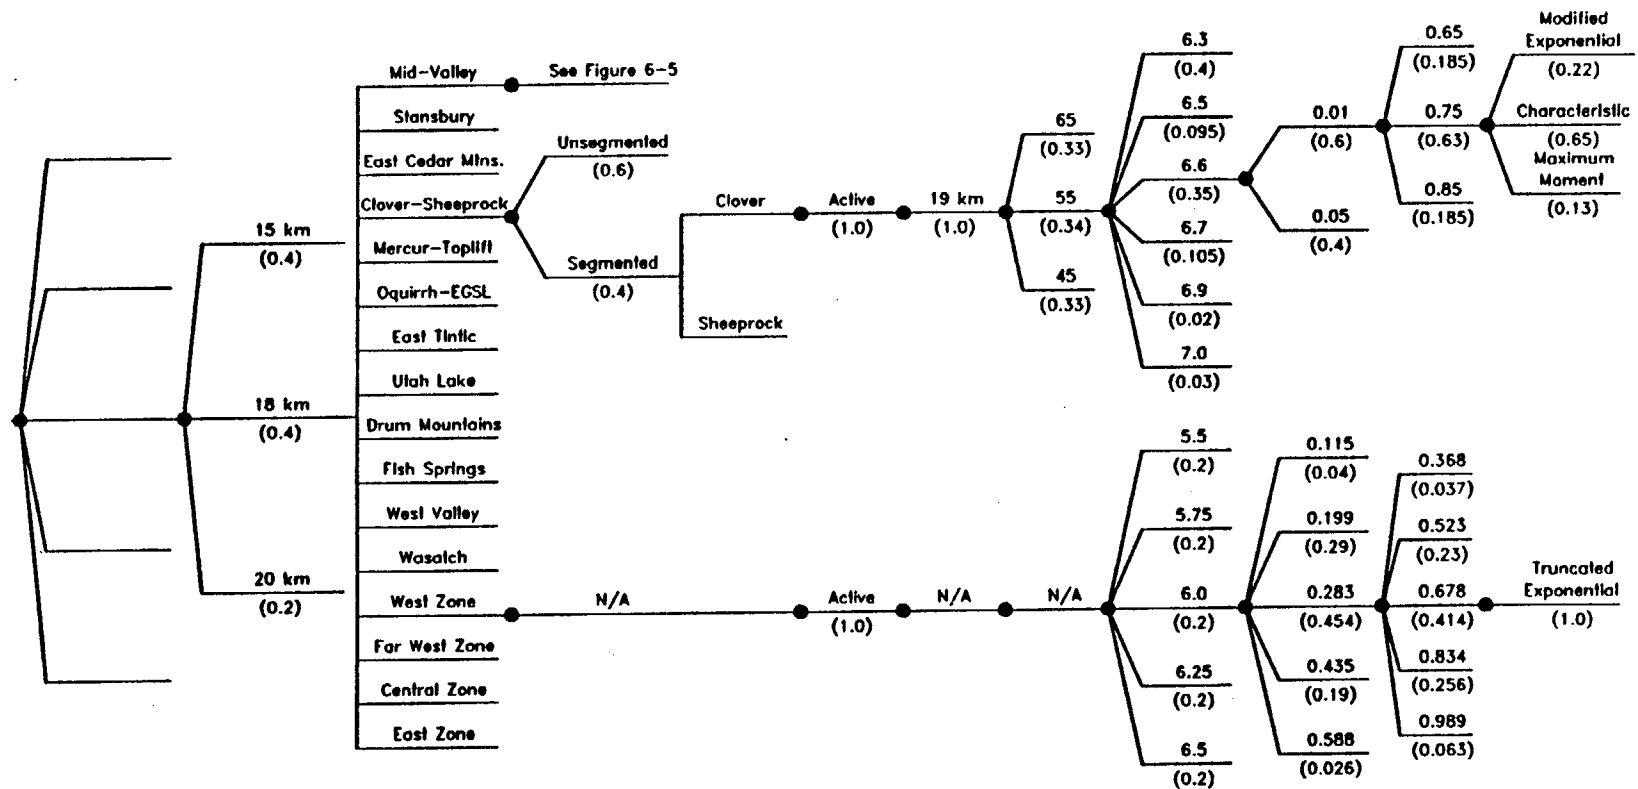 15 km
(0.4)
18 km
(0.4)
20 km
(0.2)
Mid-Valley
See Figure 6-5
Stansbury
East Cedar Mtns.
Clover-Sheeprock
Mercur-Topliff
Oquirrh-EGSL
East Tintic
Utah Lake
Drum Mountains
Fish Springs
West Valley
Wasatch
West Zone
Far West Zone
Central Zone
East Zone
Unsegmented
(0.6)
Segmented
(0.4)
Clover
Sheeprock
Active
(1.0)
19 km
(1.0)
65
(0.33)
55
(0.34)
45
(0.33)
6.3
(0.4)
6.5
(0.095)
6.6
(0.35)
6.7
(0.105)
6.9
(0.02)
7.0
(0.03)
0.01
(0.6)
0.05
(0.4)
0.65
(0.185)
0.75
(0.63)
0.85
(0.185)
Modified
Exponential
(0.22)
Characteristic
(0.65)
Maximum
Moment
(0.13)
N/A
Active
(1.0)
N/A
N/A
5.5
(0.2)
5.75
(0.2)
6.0
(0.2)
6.25
(0.2)
6.5
(0.2)
0.115
(0.04)
0.199
(0.29)
0.283
(0.454)
0.435
(0.19)
0.588
(0.026)
0.368
(0.037)
0.523
(0.23)
0.678
(0.414)
0.834
(0.256)
0.989
(0.063)
Truncated
Exponential
(1.0)